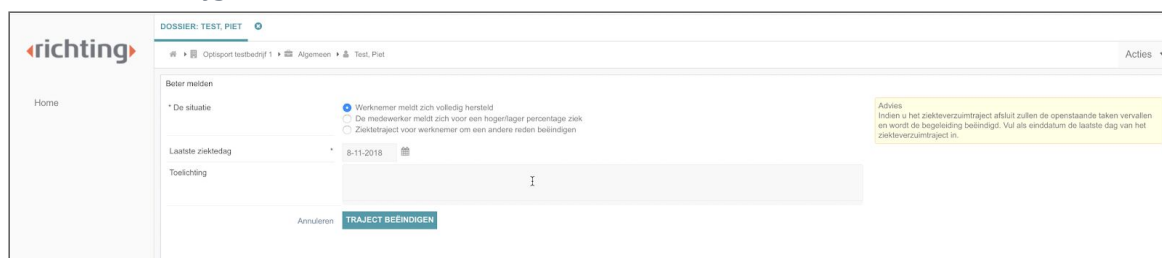 DOSSIER: TEST, PIET
richting
Optisport testbedrijf 1 Algemeen Test, Piet
Acties
Home
Beter melden
* De situatie
Werknemer meldt zich volledig hersteld
De medewerker meldt zich voor een hoger/lager percentage ziek
Ziektetraject voor werknemer om een andere reden beëindigen
Advies
Indien u het ziekteverzuimtraject afsluit zullen de openstaande taken vervallen
en wordt de begeleiding beëindigd. Vul als einddatum de laatste dag van het
ziekteverzuimtraject in.
Laatste ziektedag * 8-11-2018
Toelichting
Annuleren TRAJECT BEËINDIGEN